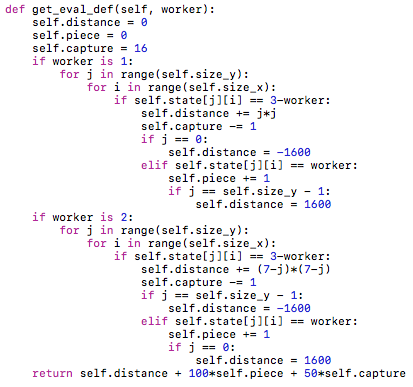 def get_eval_def(self, worker):
    self.distance = 0
    self.piece = 0
    self.capture = 16
    if worker is 1:
        for j in range(self.size_y):
            for i in range(self.size_x):
                if self.state[j][i] == 3-worker:
                    self.distance += j*j
                    self.capture -= 1
                    if j == 0:
                        self.distance = -1600
                elif self.state[j][i] == worker:
                    self.piece += 1
                    if j == self.size_y - 1:
                        self.distance = 1600
    if worker is 2:
        for j in range(self.size_y):
            for i in range(self.size_x):
                if self.state[j][i] == 3-worker:
                    self.distance += (7-j)*(7-j)
                    self.capture -= 1
                    if j == self.size_y - 1:
                        self.distance = -1600
                elif self.state[j][i] == worker:
                    self.piece += 1
                    if j == 0:
                        self.distance = 1600
    return self.distance + 100*self.piece + 50*self.capture